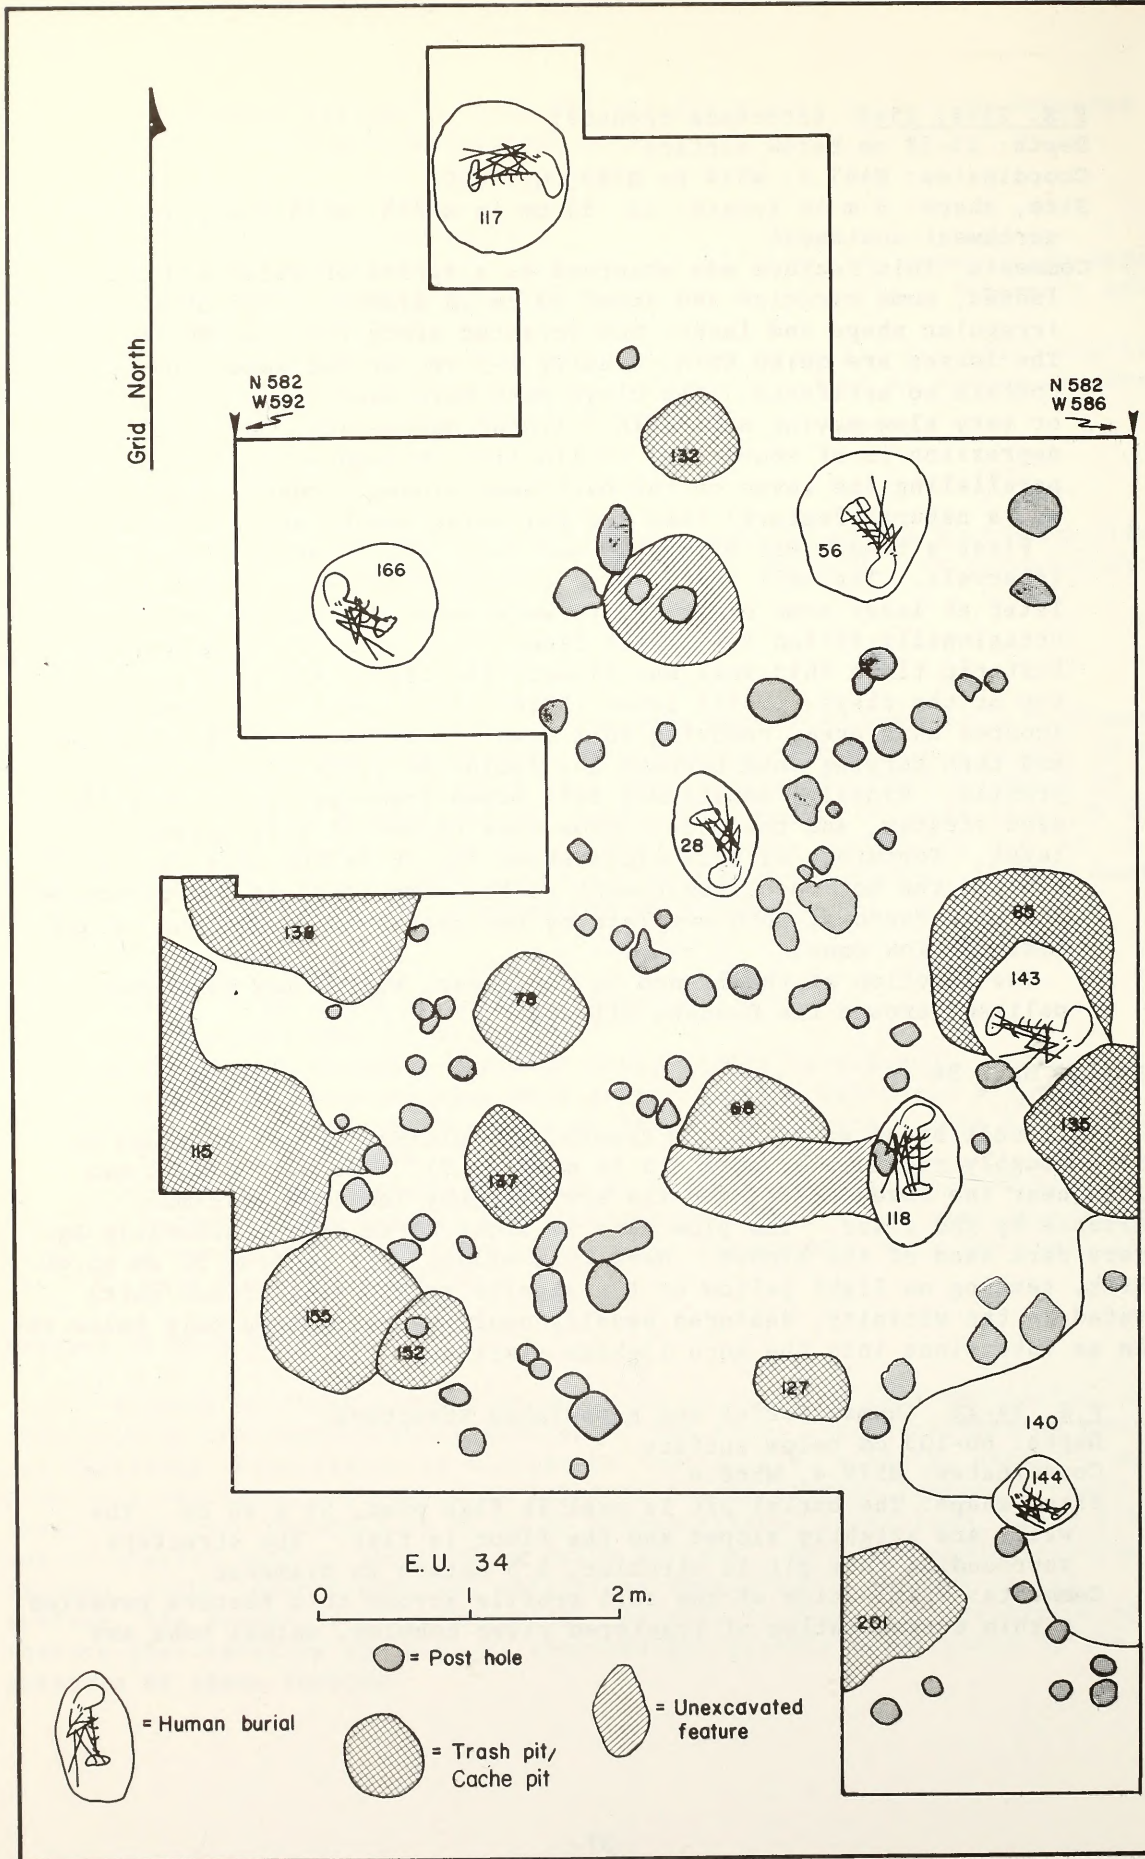 Grid North
117
N 582
W592
N 582
W 586
132
56
166
28
138
85
143
78
68
135
115
137
118
155
152
127
140
144
E. U. 34
0 1 2 m.
201
= Post hole
= Human burial
= Unexcavated
feature
= Trash pit/
Cache pit